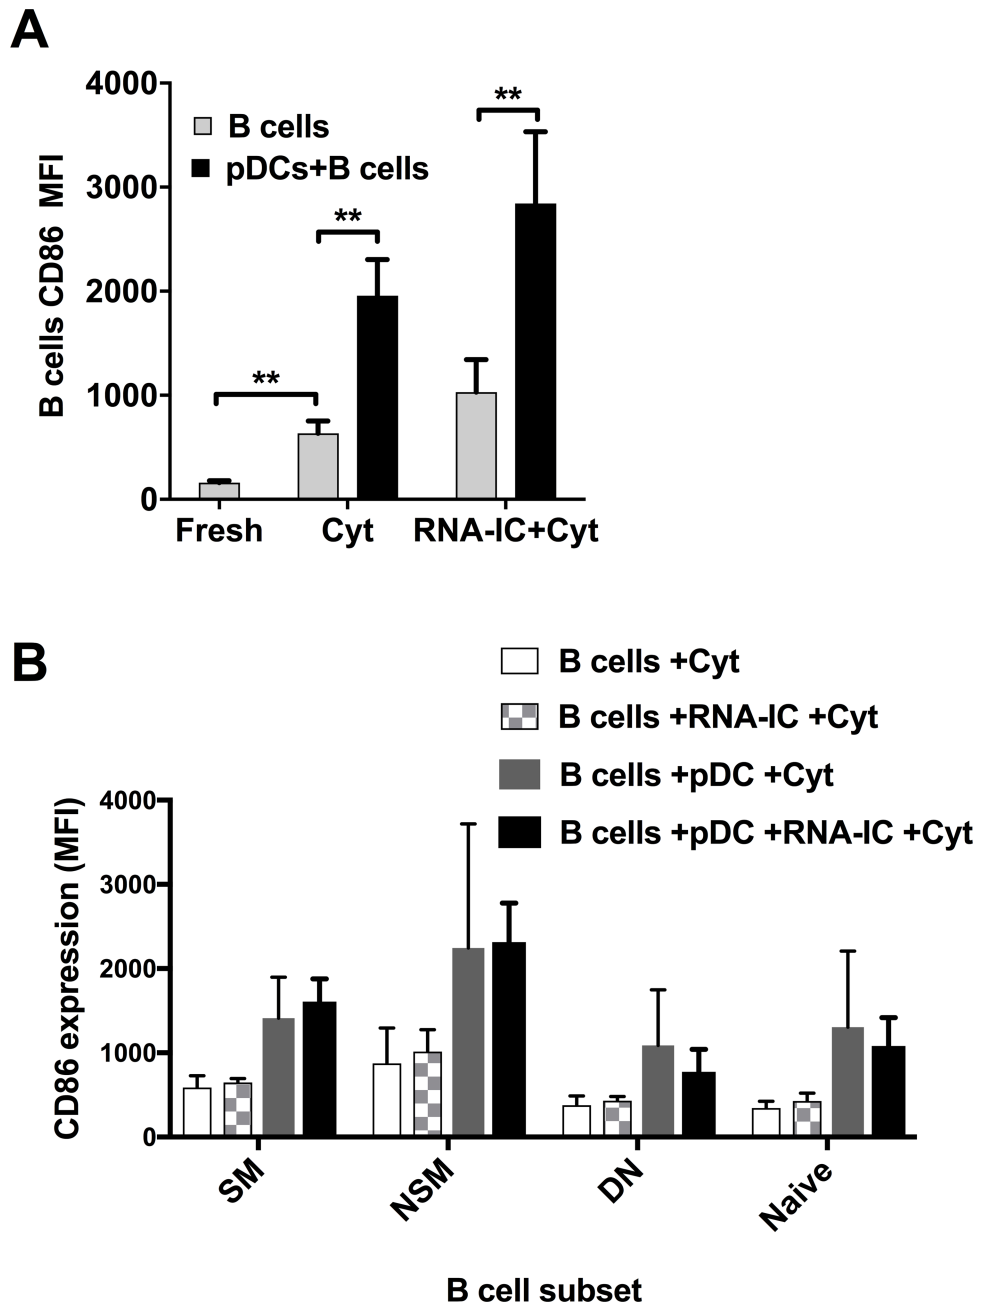 A
4000
3000
2000
1000
0
B cells CD86 MFI
B cells
pDCs+B cells
**
**
**
Fresh
Cyt
RNA-IC+Cyt
B
B cells +Cyt
B cells +RNA-IC +Cyt
B cells +pDC +Cyt
B cells +pDC +RNA-IC +Cyt
4000
3000
2000
1000
0
CD86 expression (MFI)
SM
NSM
DN
Naive
B cell subset